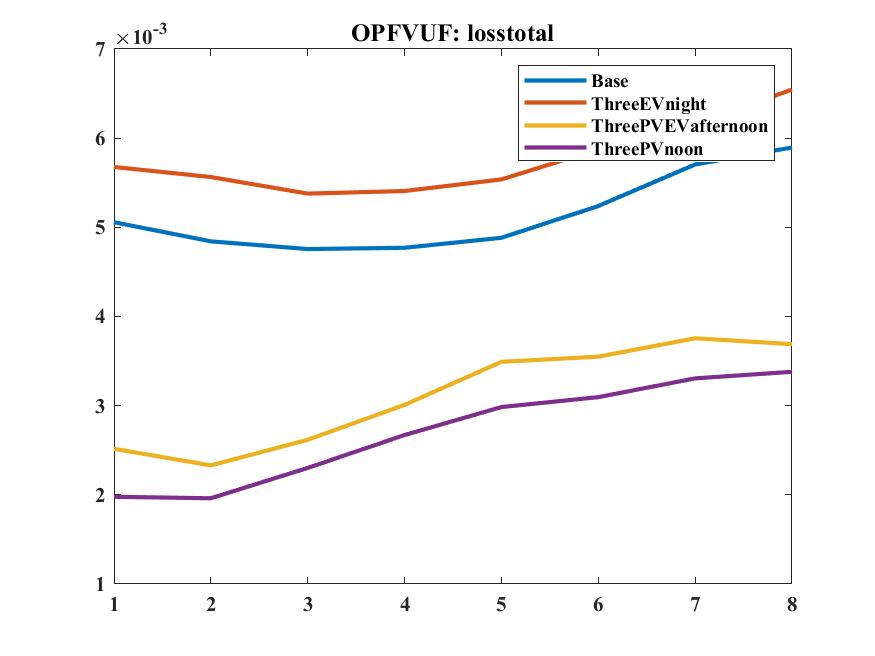 OPFVUF: losstotal
×10-3
7
6
5
4
3
2
1
1 2 3 4 5 6 7 8
Base
ThreeEVnight
ThreePVEVafternoon
ThreePVnoon